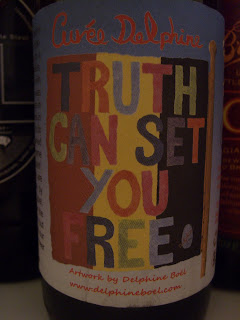 Cuvée Delphine
TRUTH
CAN SET
YOU
FREE.
Artwork by Delphine Boël
www.delphineboel.com